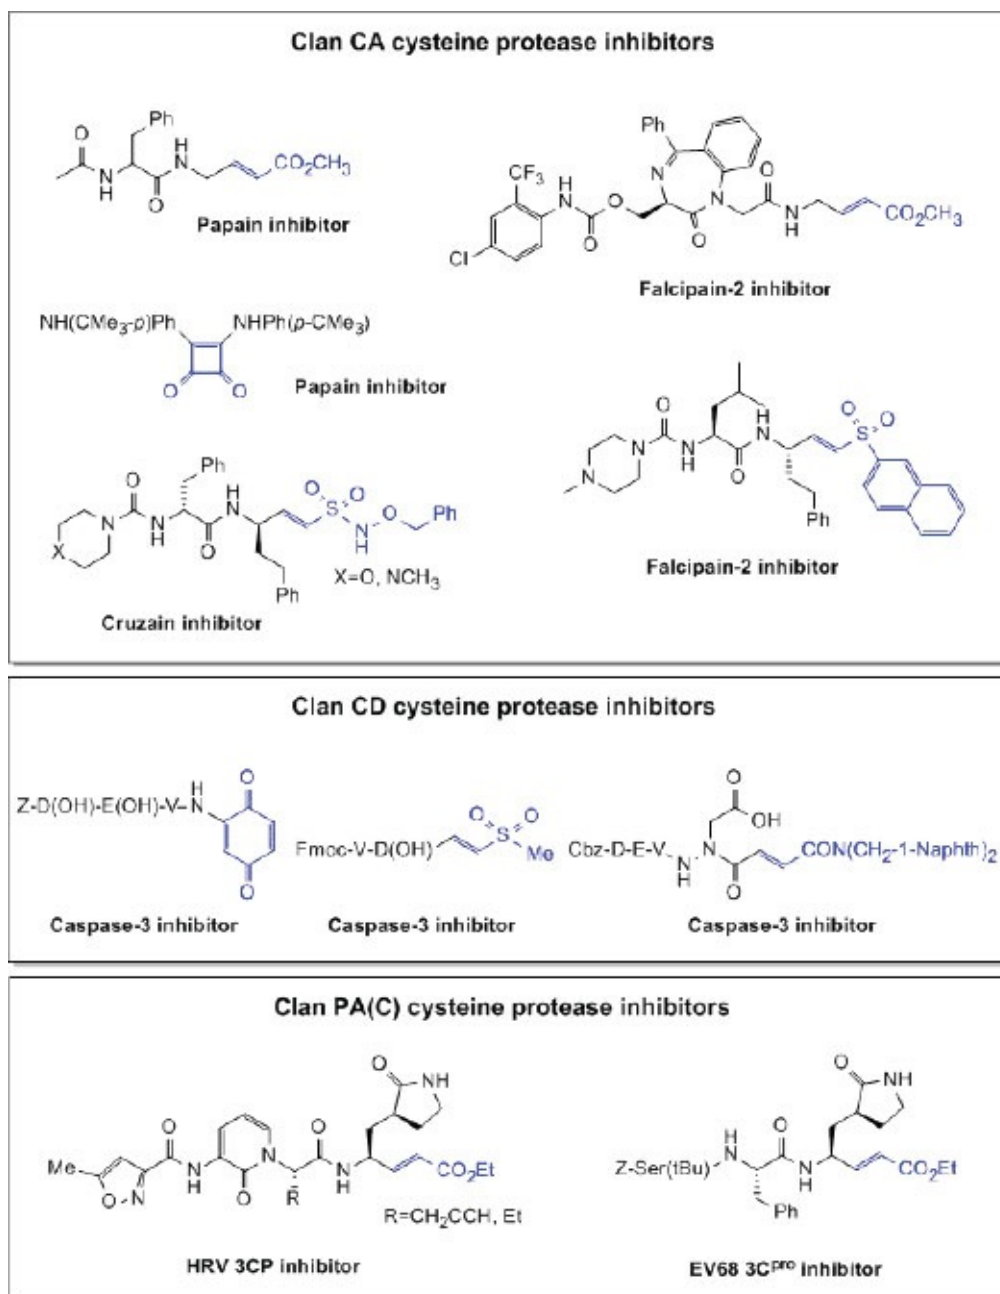 Clan CA cysteine protease inhibitors
Ph
O
H
N
CO₂CH₃
N
H
O
Papain inhibitor
Ph
N
CF₃
H
N
O
O
Cl
N
O
O
N
H
CO₂CH₃
Falcipain-2 inhibitor
NH(CMe₃-p)Ph NHPh(p-CMe₃)
O O
Papain inhibitor
O
N
N
N
H
O
H
N
O O
S
Ph
Falcipain-2 inhibitor
Ph
O
N
X
N
H
O
H
N
O O
S
N
H
O
Ph
Ph
X=O, NCH₃
Cruzain inhibitor
Clan CD cysteine protease inhibitors
Z-D(OH)-E(OH)-V-N
H
O
O
Caspase-3 inhibitor
Fmoc-V-D(OH)
O O
S
Me
Caspase-3 inhibitor
Cbz-D-E-V
N
H
N
O
OH
O
CON(CH₂-1-Naphth)₂
Caspase-3 inhibitor
Clan PA(C) cysteine protease inhibitors
O
NH
Me
O-N
O
N
H
O
N
R
O
N
H
CO₂Et
R=CH₂CCH, Et
HRV 3CP inhibitor
O
NH
Z-Ser(tBu)
H
N
O
N
H
Ph
CO₂Et
EV68 3Cᵖʳᵒ inhibitor